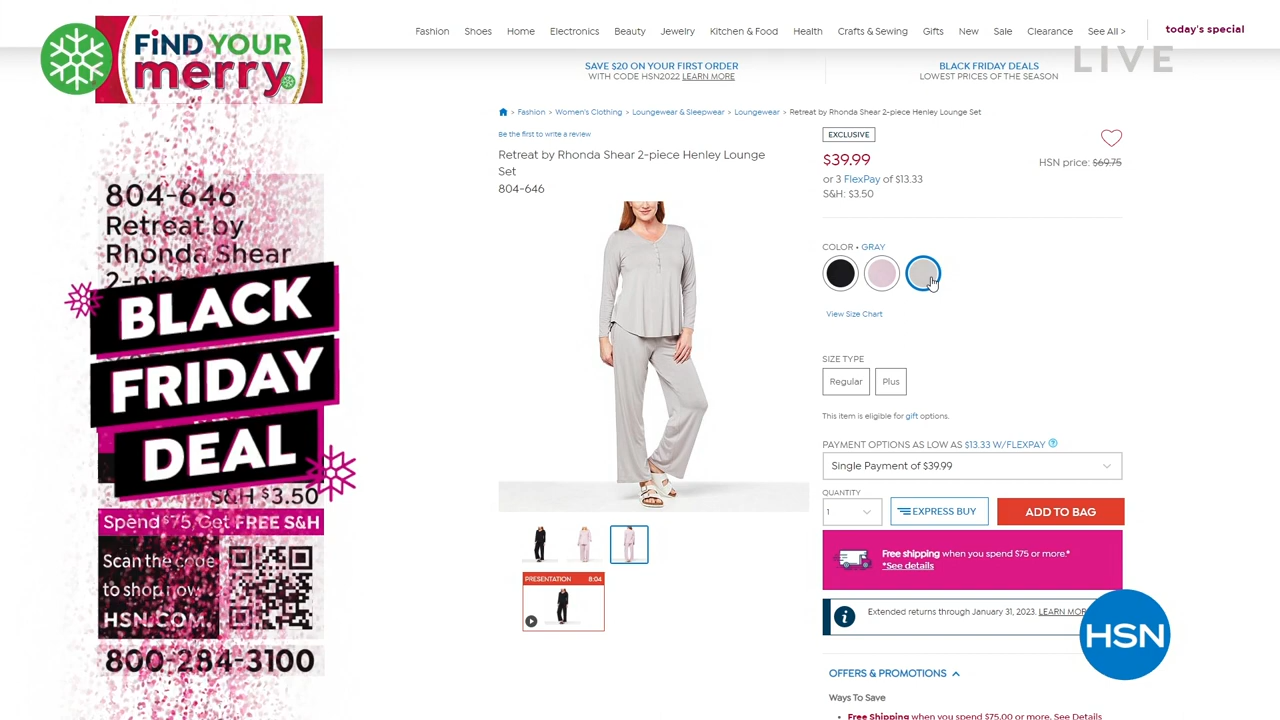 FiND YOUR
merry
804-646
Retreat by
Rhonda Shear
BLACK
FRIDAY
DEAL
S&H $3.50
Spend $75, Get FREE S&H
Scan the code
to shop now
HSN.COM
800-284-3100
Fashion Shoes Home Electronics Beauty Jewelry Kitchen & Food Health Crafts & Sewing Gifts New Sale Clearance See All > today's special
LIVE
SAVE $20 ON YOUR FIRST ORDER
WITH CODE HSN2022 LEARN MORE
BLACK FRIDAY DEALS
LOWEST PRICES OF THE SEASON
> Fashion > Women's Clothing > Loungewear & Sleepwear > Loungewear > Retreat by Rhonda Shear 2-piece Henley Lounge Set
Be the first to write a review
Retreat by Rhonda Shear 2-piece Henley Lounge
Set
804-646
PRESENTATION 8:04
EXCLUSIVE
$39.99
HSN price: $69.75
or 3 FlexPay of $13.33
S&H: $3.50
COLOR • GRAY
View Size Chart
SIZE TYPE
Regular Plus
This item is eligible for gift options.
PAYMENT OPTIONS AS LOW AS $13.33 W/FLEXPAY ?
Single Payment of $39.99
QUANTITY
1 EXPRESS BUY ADD TO BAG
Free shipping when you spend $75 or more.*
*See details
Extended returns through January 31, 2023. LEARN MORE
HSN
OFFERS & PROMOTIONS
Ways To Save
• Free Shipping when you spend $75.00 or more. See Details